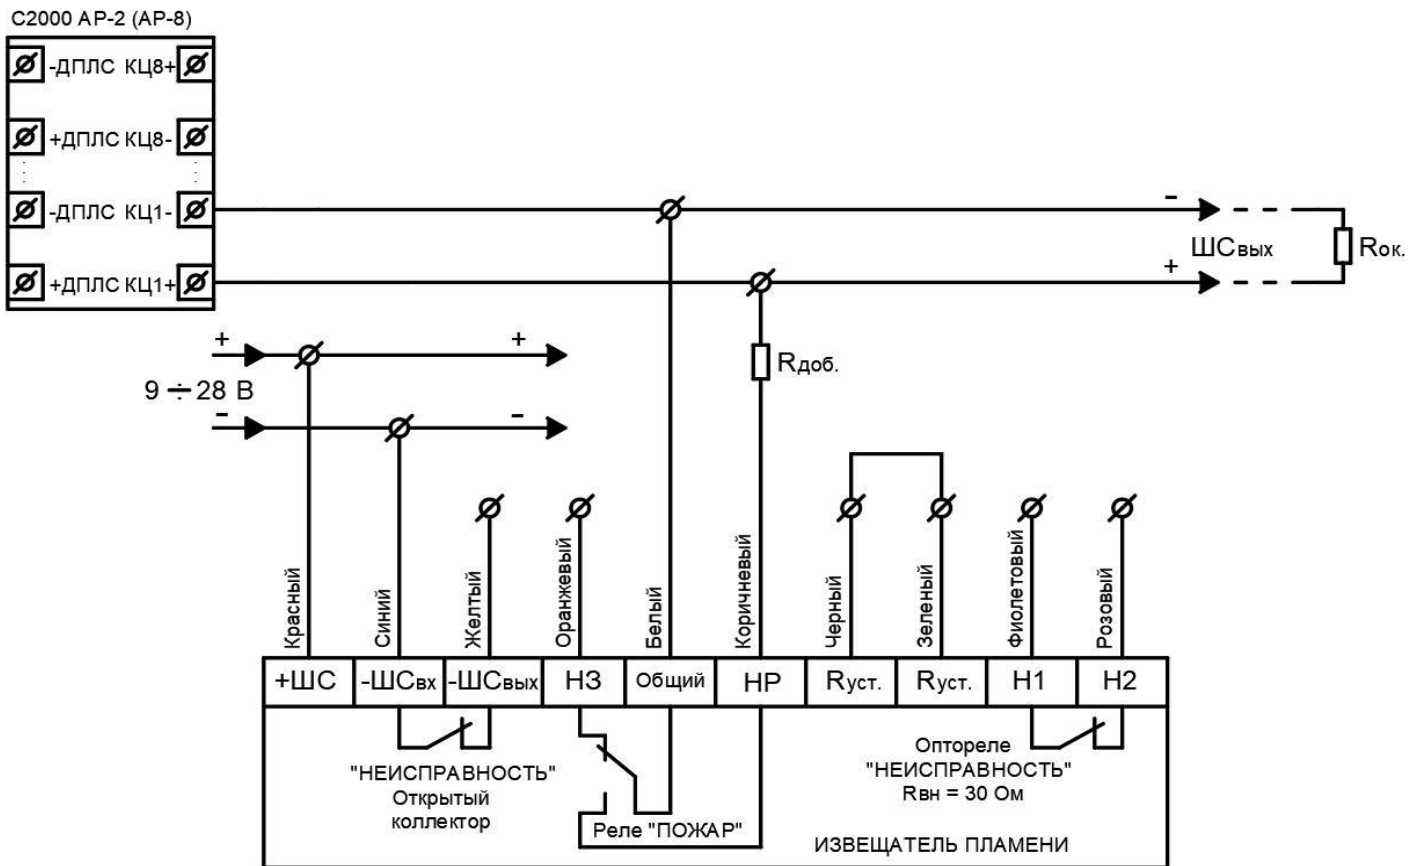 С2000 АР-2 (АР-8)
-ДПЛС КЦ8+
+ДПЛС КЦ8-
-ДПЛС КЦ1-
+ДПЛС КЦ1+
-
ШСвых
+
Rок.
+ +
9 ÷ 28 В
- -
Rдоб.
Красный
Синий
Желтый
Оранжевый
Белый
Коричневый
Черный
Зеленый
Фиолетовый
Розовый
+ШС -ШСвх -ШСвых НЗ Общий НР Rуст. Rуст. Н1 Н2
"НЕИСПРАВНОСТЬ"
Открытый
коллектор
Реле "ПОЖАР"
Оптореле
"НЕИСПРАВНОСТЬ"
Rвн = 30 Ом
ИЗВЕЩАТЕЛЬ ПЛАМЕНИ